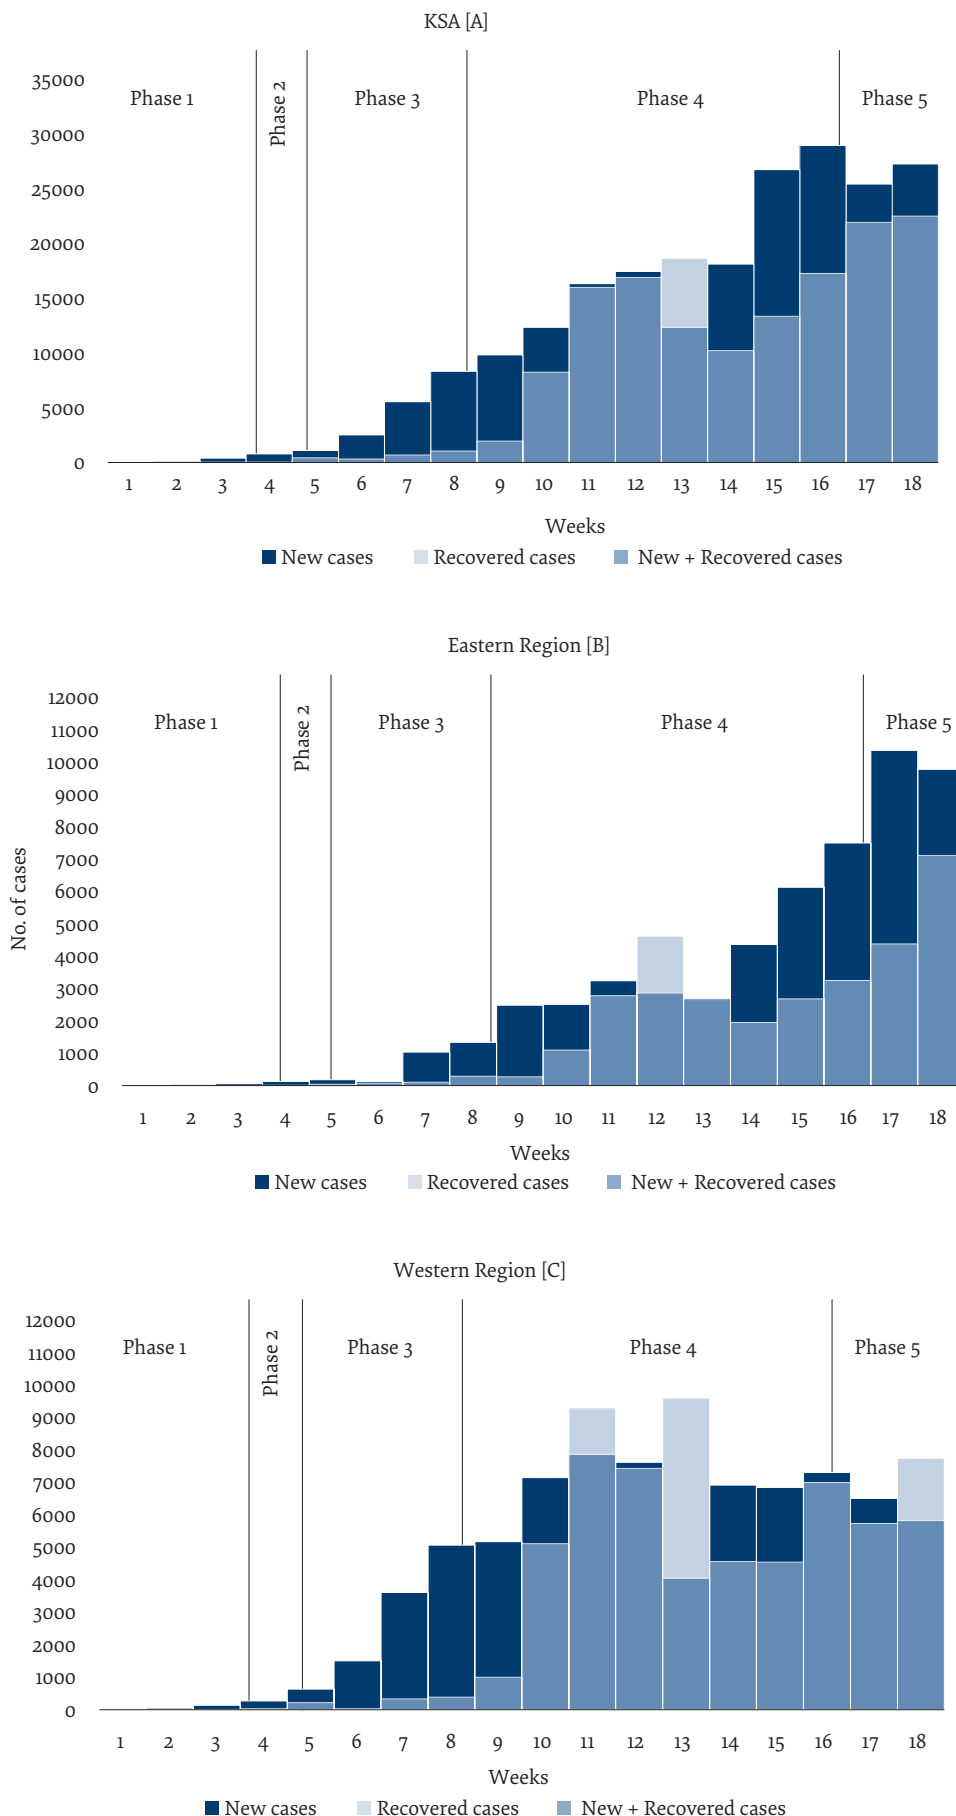 KSA [A]
35000
30000
25000
20000
15000
10000
5000
0
Phase 1
Phase 2
Phase 3
Phase 4
Phase 5
1 2 3 4 5 6 7 8 9 10 11 12 13 14 15 16 17 18
Weeks
New cases Recovered cases New + Recovered cases
Eastern Region [B]
No. of cases
12000
11000
10000
9000
8000
7000
6000
5000
4000
3000
2000
1000
0
Phase 1
Phase 2
Phase 3
Phase 4
Phase 5
1 2 3 4 5 6 7 8 9 10 11 12 13 14 15 16 17 18
Weeks
New cases Recovered cases New + Recovered cases
Western Region [C]
12000
11000
10000
9000
8000
7000
6000
5000
4000
3000
2000
1000
0
Phase 1
Phase 2
Phase 3
Phase 4
Phase 5
1 2 3 4 5 6 7 8 9 10 11 12 13 14 15 16 17 18
Weeks
New cases Recovered cases New + Recovered cases